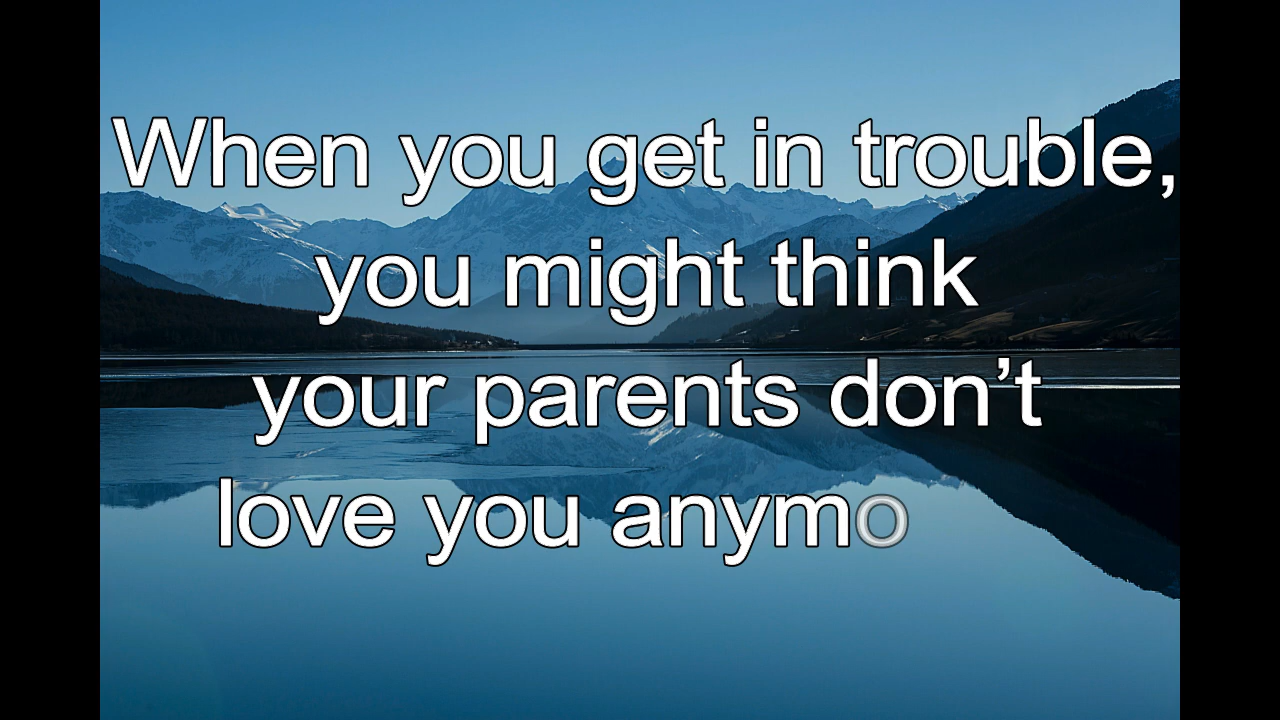 When you get in trouble,
you might think
your parents don’t
love you anymo